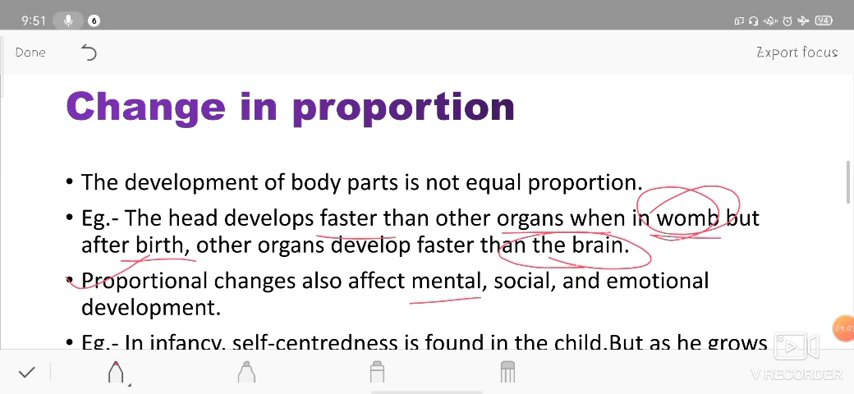 9:51 6 94
Done Export focus
Change in proportion
• The development of body parts is not equal proportion.
• Eg.- The head develops faster than other organs when in womb but
after birth, other organs develop faster than the brain.
• Proportional changes also affect mental, social, and emotional
development.
• Eg.- In infancy, self-centredness is found in the child.But as he grows
V RECORDER